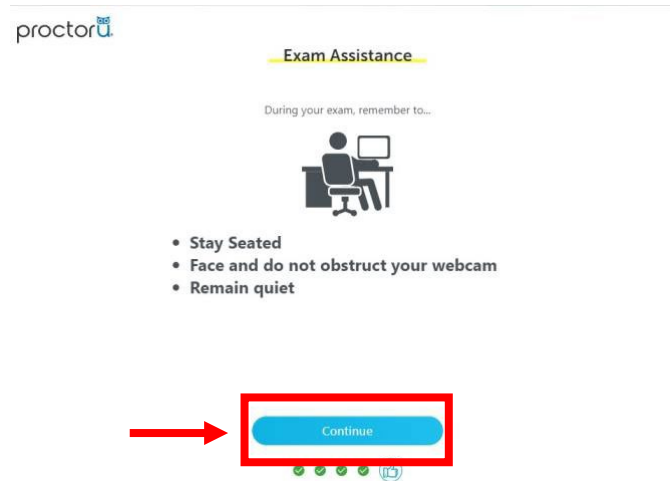 proctorü
Exam Assistance
During your exam, remember to...
• Stay Seated
• Face and do not obstruct your webcam
• Remain quiet
Continue